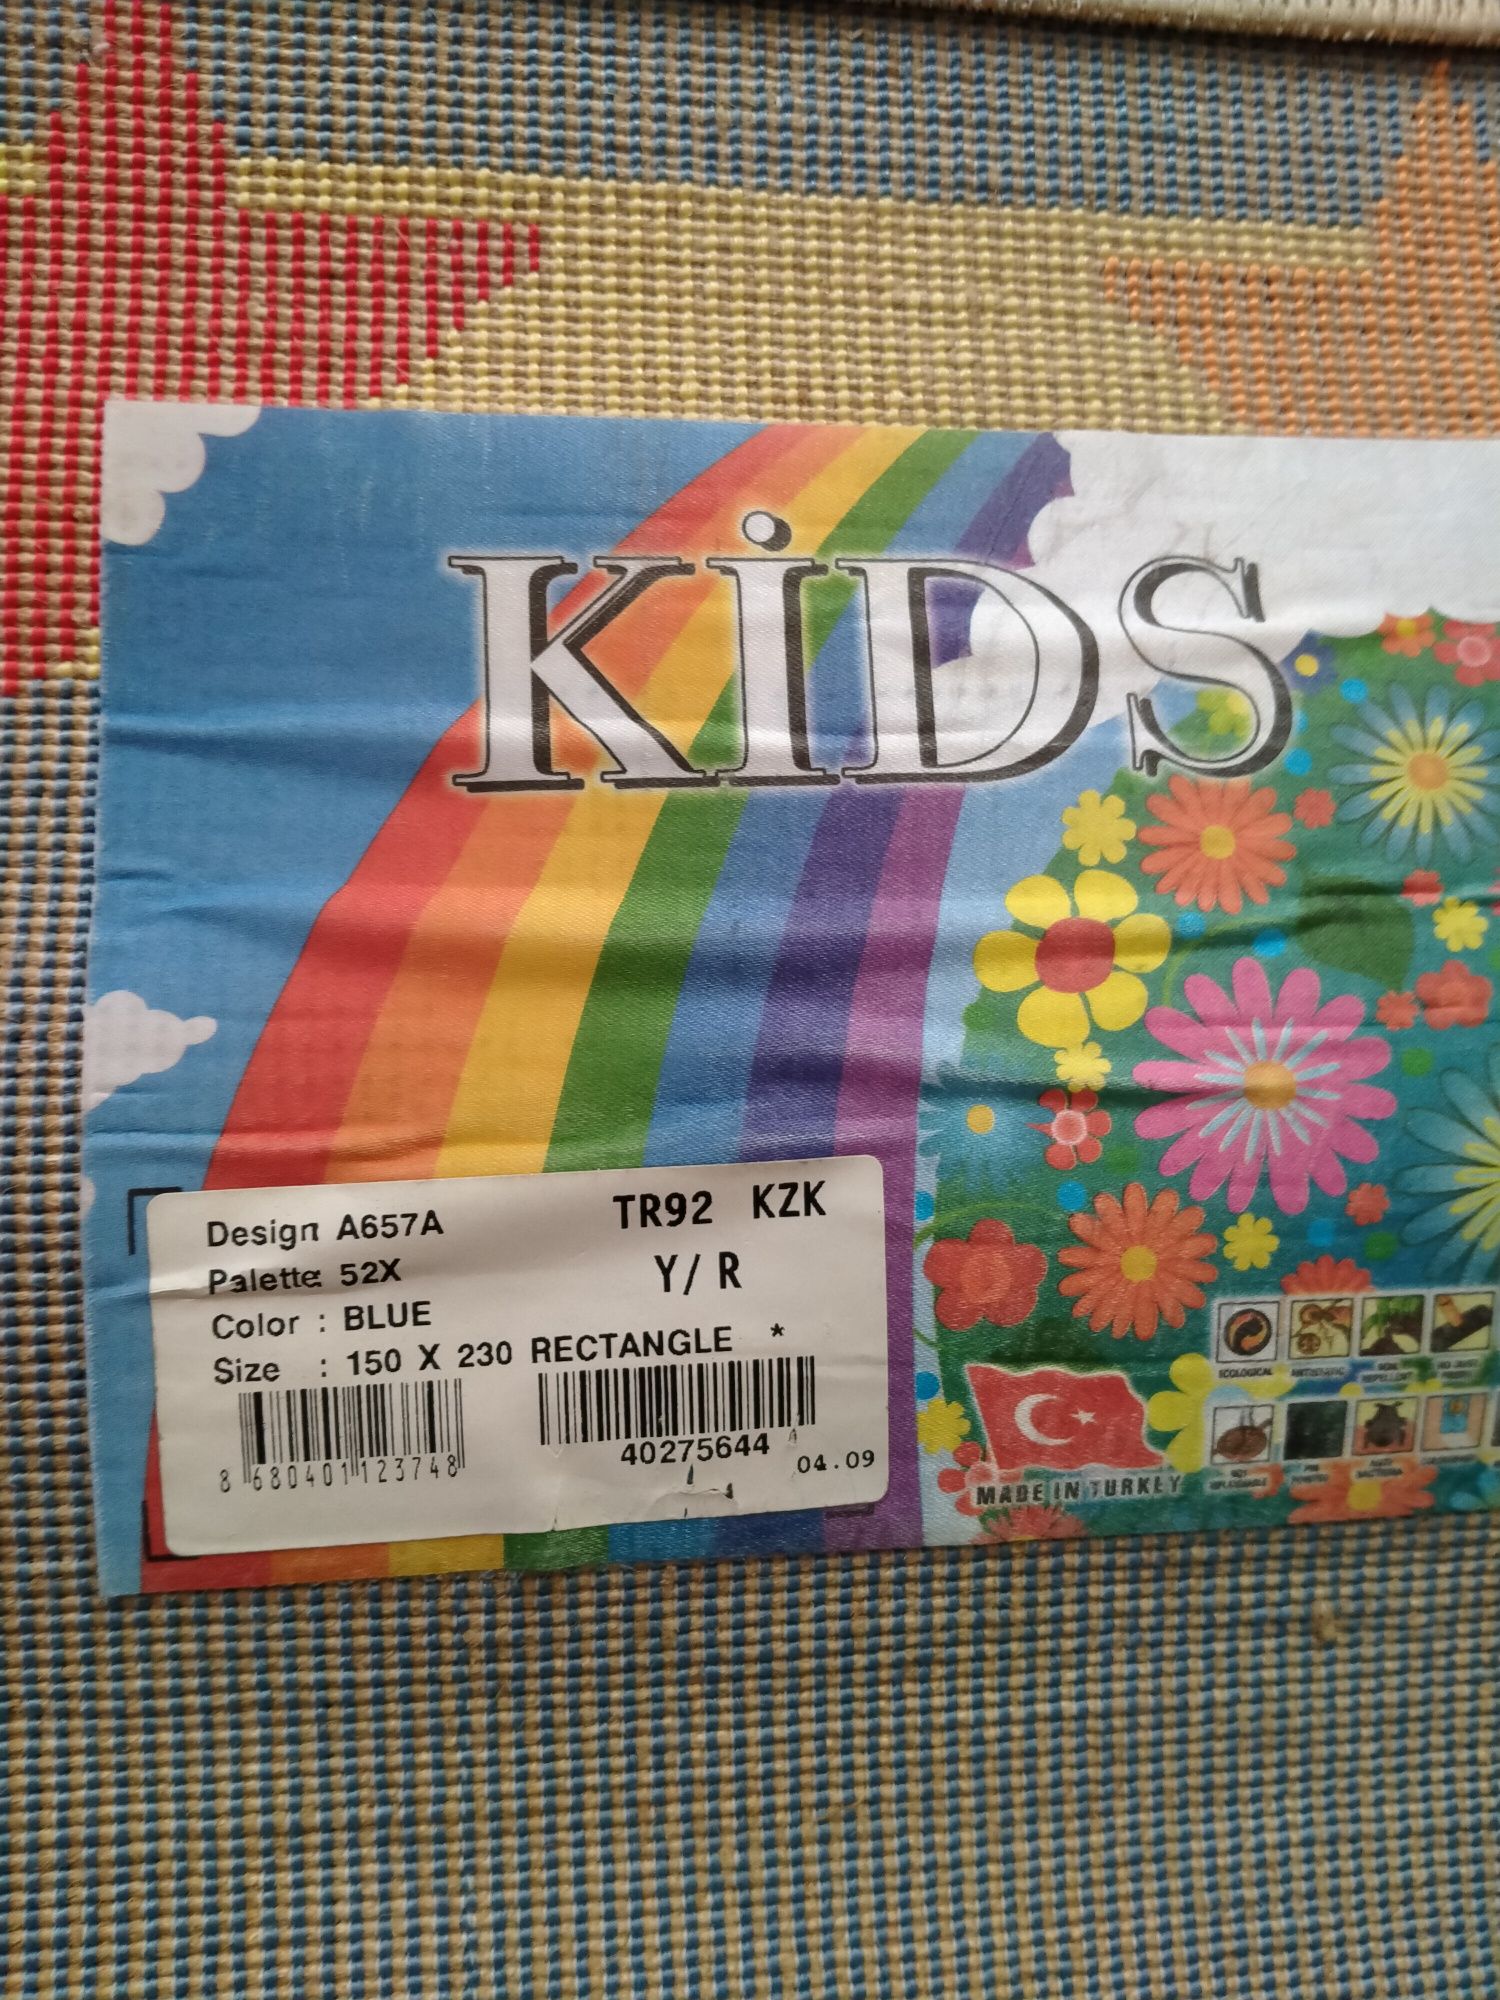 KİDS
Design A657A TR92 KZK
Palette: 52X Y/ R
Color : BLUE
Size : 150 X 230 RECTANGLE *
8 680401 123748
40275644
04.09
MADE IN TURKEY
ECOLOGICAL ANTISTATIC